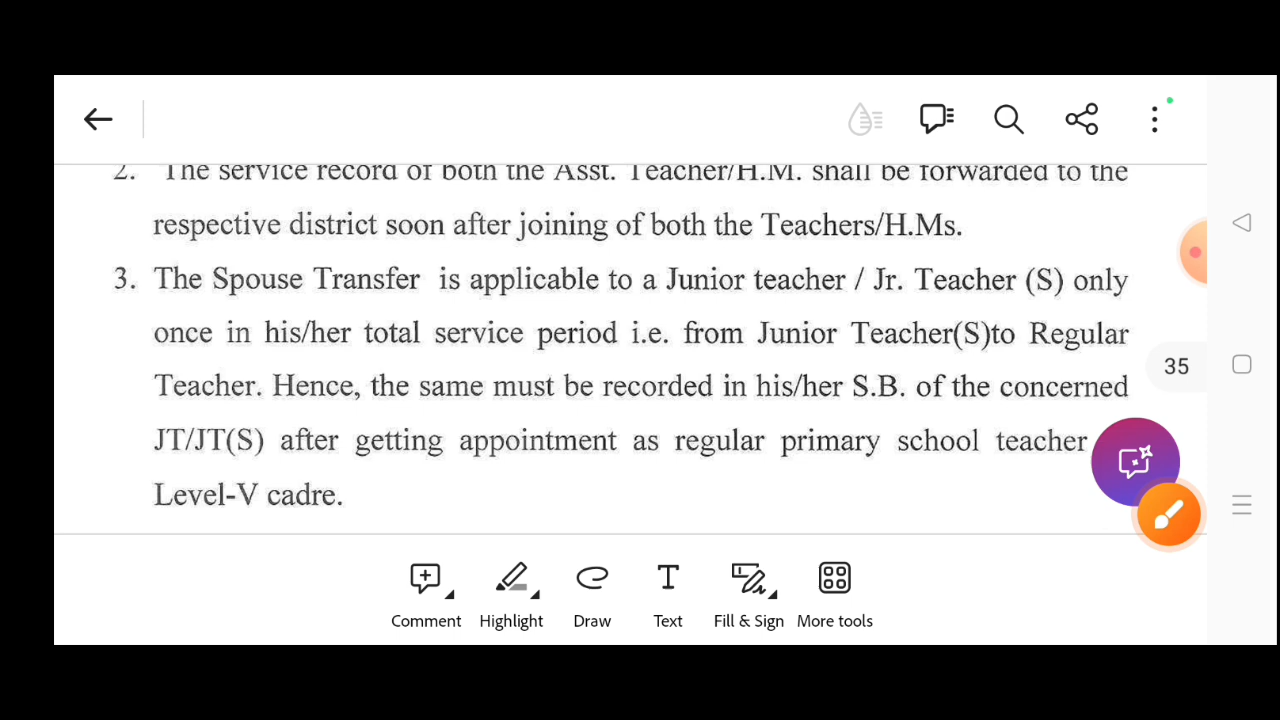 2. The service record of both the Asst. Teacher/H.M. shall be forwarded to the
respective district soon after joining of both the Teachers/H.Ms.
3. The Spouse Transfer is applicable to a Junior teacher / Jr. Teacher (S) only
once in his/her total service period i.e. from Junior Teacher(S)to Regular
35
Teacher. Hence, the same must be recorded in his/her S.B. of the concerned
JT/JT(S) after getting appointment as regular primary school teacher
Level-V cadre.
Comment Highlight Draw Text Fill & Sign More tools